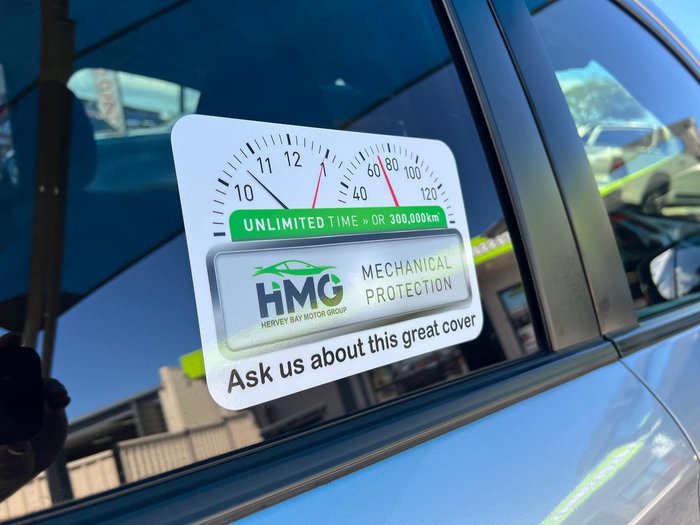 10 11 12 1
40 60 80 100 120
UNLIMITED TIME » OR 300,000km*
HMG
HERVEY BAY MOTOR GROUP
MECHANICAL
PROTECTION
Ask us about this great cover